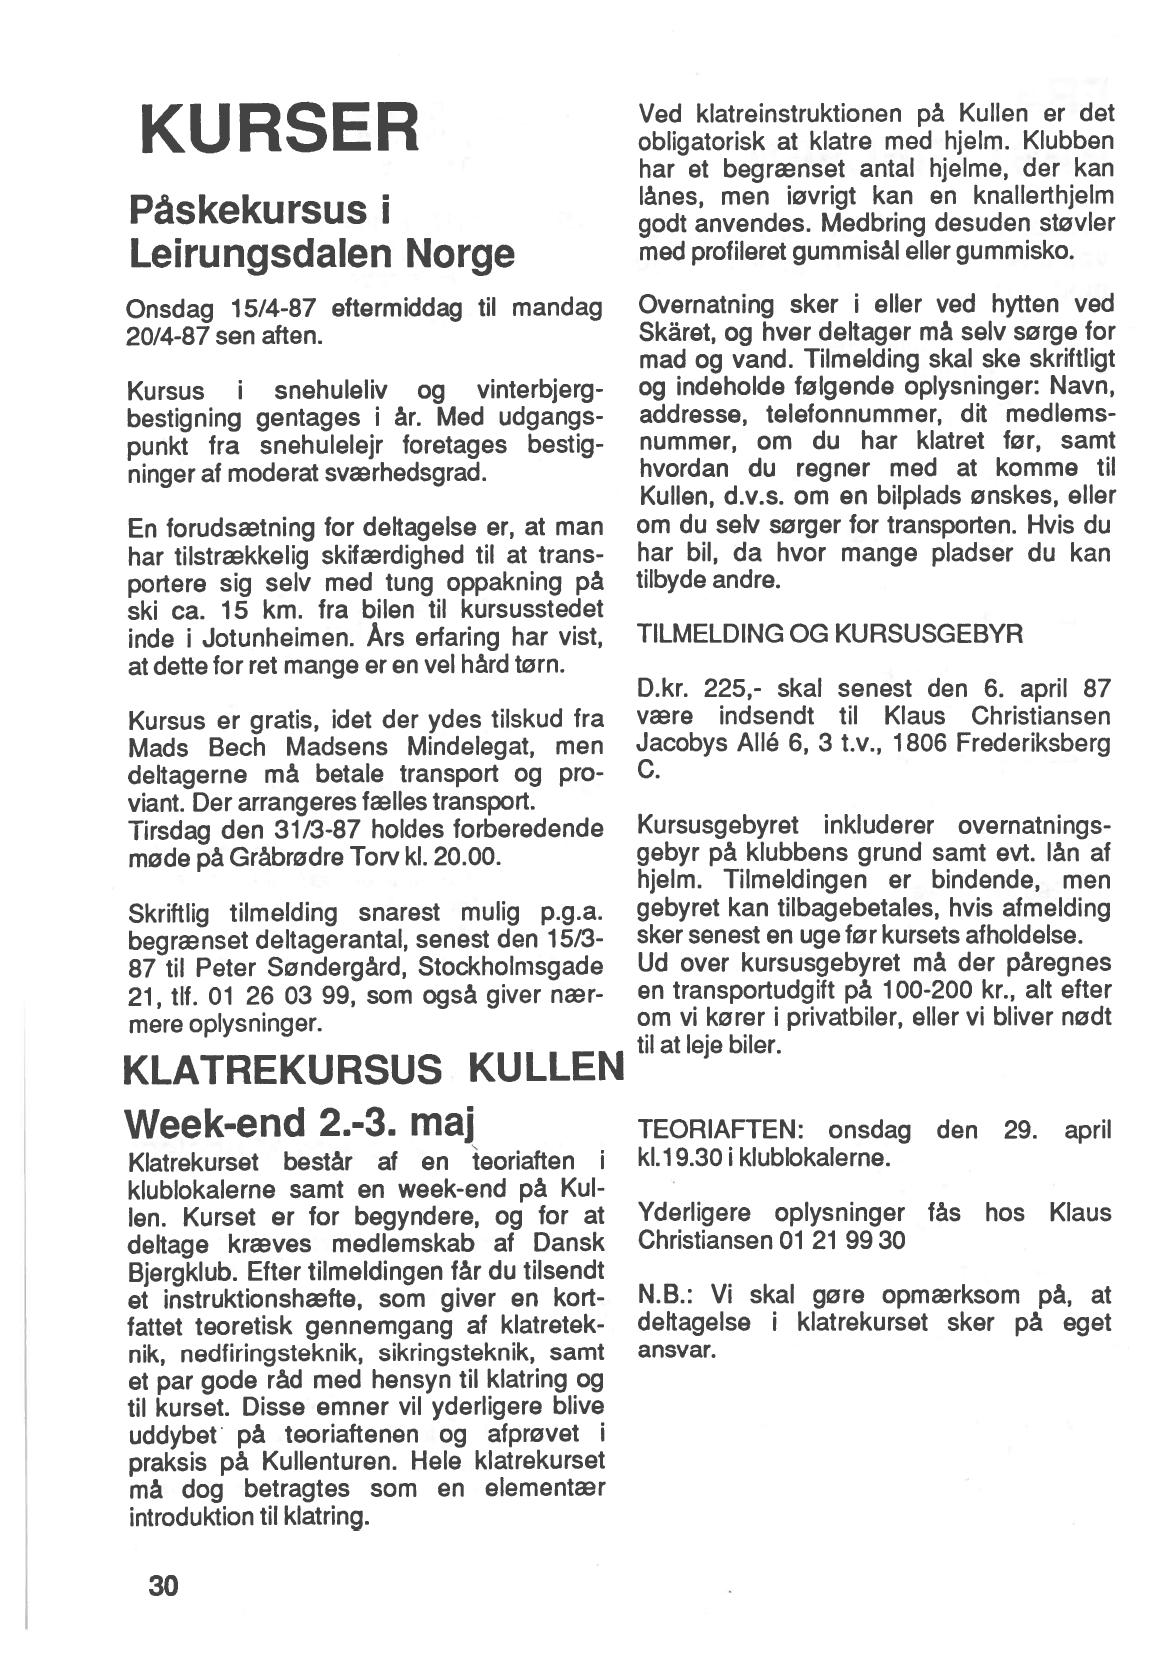 KURSER
Påskekursus i
Leirungsdalen Norge
Onsdag 15/4-87 eftermiddag til mandag
20/4-87 sen aften.
Kursus i snehuleliv og vinterbjerg-
bestigning gentages i år. Med udgangs-
punkt fra snehulelejr foretages bestig-
ninger af moderat sværhedsgrad.
En forudsætning for deltagelse er, at man
har tilstrækkelig skifærdighed til at trans-
portere sig selv med tung oppakning på
ski ca. 15 km. fra bilen til kursusstedet
inde i Jotunheimen. Års erfaring har vist,
at dette for ret mange er en vel hård tørn.
Kursus er gratis, idet der ydes tilskud fra
Mads Bech Madsens Mindelegat, men
deltagerne må betale transport og pro-
viant. Der arrangeres fælles transport.
Tirsdag den 31/3-87 holdes forberedende
møde på Gråbrødre Torv kl. 20.00.
Skriftlig tilmelding snarest mulig p.g.a.
begrænset deltagerantal, senest den 15/3-
87 til Peter Søndergård, Stockholmsgade
21, tlf. 01 26 03 99, som også giver nær-
mere oplysninger.
KLATREKURSUS KULLEN
Week-end 2.-3. maj
Klatrekurset består af en teoriaften i
klublokalerne samt en week-end på Kul-
len. Kurset er for begyndere, og for at
deltage kræves medlemskab af Dansk
Bjergklub. Efter tilmeldingen får du tilsendt
et instruktionshæfte, som giver en kort-
fattet teoretisk gennemgang af klatretek-
nik, nedfiringsteknik, sikringsteknik, samt
et par gode råd med hensyn til klatring og
til kurset. Disse emner vil yderligere blive
uddybet på teoriaftenen og afprøvet i
praksis på Kullenturen. Hele klatrekurset
må dog betragtes som en elementær
introduktion til klatring.
Ved klatreinstruktionen på Kullen er det
obligatorisk at klatre med hjelm. Klubben
har et begrænset antal hjelme, der kan
lånes, men iøvrigt kan en knallerthjelm
godt anvendes. Medbring desuden støvler
med profileret gummisål eller gummisko.
Overnatning sker i eller ved hytten ved
Skäret, og hver deltager må selv sørge for
mad og vand. Tilmelding skal ske skriftligt
og indeholde følgende oplysninger: Navn,
addresse, telefonnummer, dit medlems-
nummer, om du har klatret før, samt
hvordan du regner med at komme til
Kullen, d.v.s. om en bilplads ønskes, eller
om du selv sørger for transporten. Hvis du
har bil, da hvor mange pladser du kan
tilbyde andre.
TILMELDING OG KURSUSGEBYR
D.kr. 225,- skal senest den 6. april 87
være indsendt til Klaus Christiansen
Jacobys Allé 6, 3 t.v., 1806 Frederiksberg
C.
Kursusgebyret inkluderer overnatnings-
gebyr på klubbens grund samt evt. lån af
hjelm. Tilmeldingen er bindende, men
gebyret kan tilbagebetales, hvis afmelding
sker senest en uge før kursets afholdelse.
Ud over kursusgebyret må der påregnes
en transportudgift på 100-200 kr., alt efter
om vi kører i privatbiler, eller vi bliver nødt
til at leje biler.
TEORIAFTEN: onsdag den 29. april
kl.19.30 i klublokalerne.
Yderligere oplysninger fås hos Klaus
Christiansen 01 21 99 30
N.B.: Vi skal gøre opmærksom på, at
deltagelse i klatrekurset sker på eget
ansvar.
30